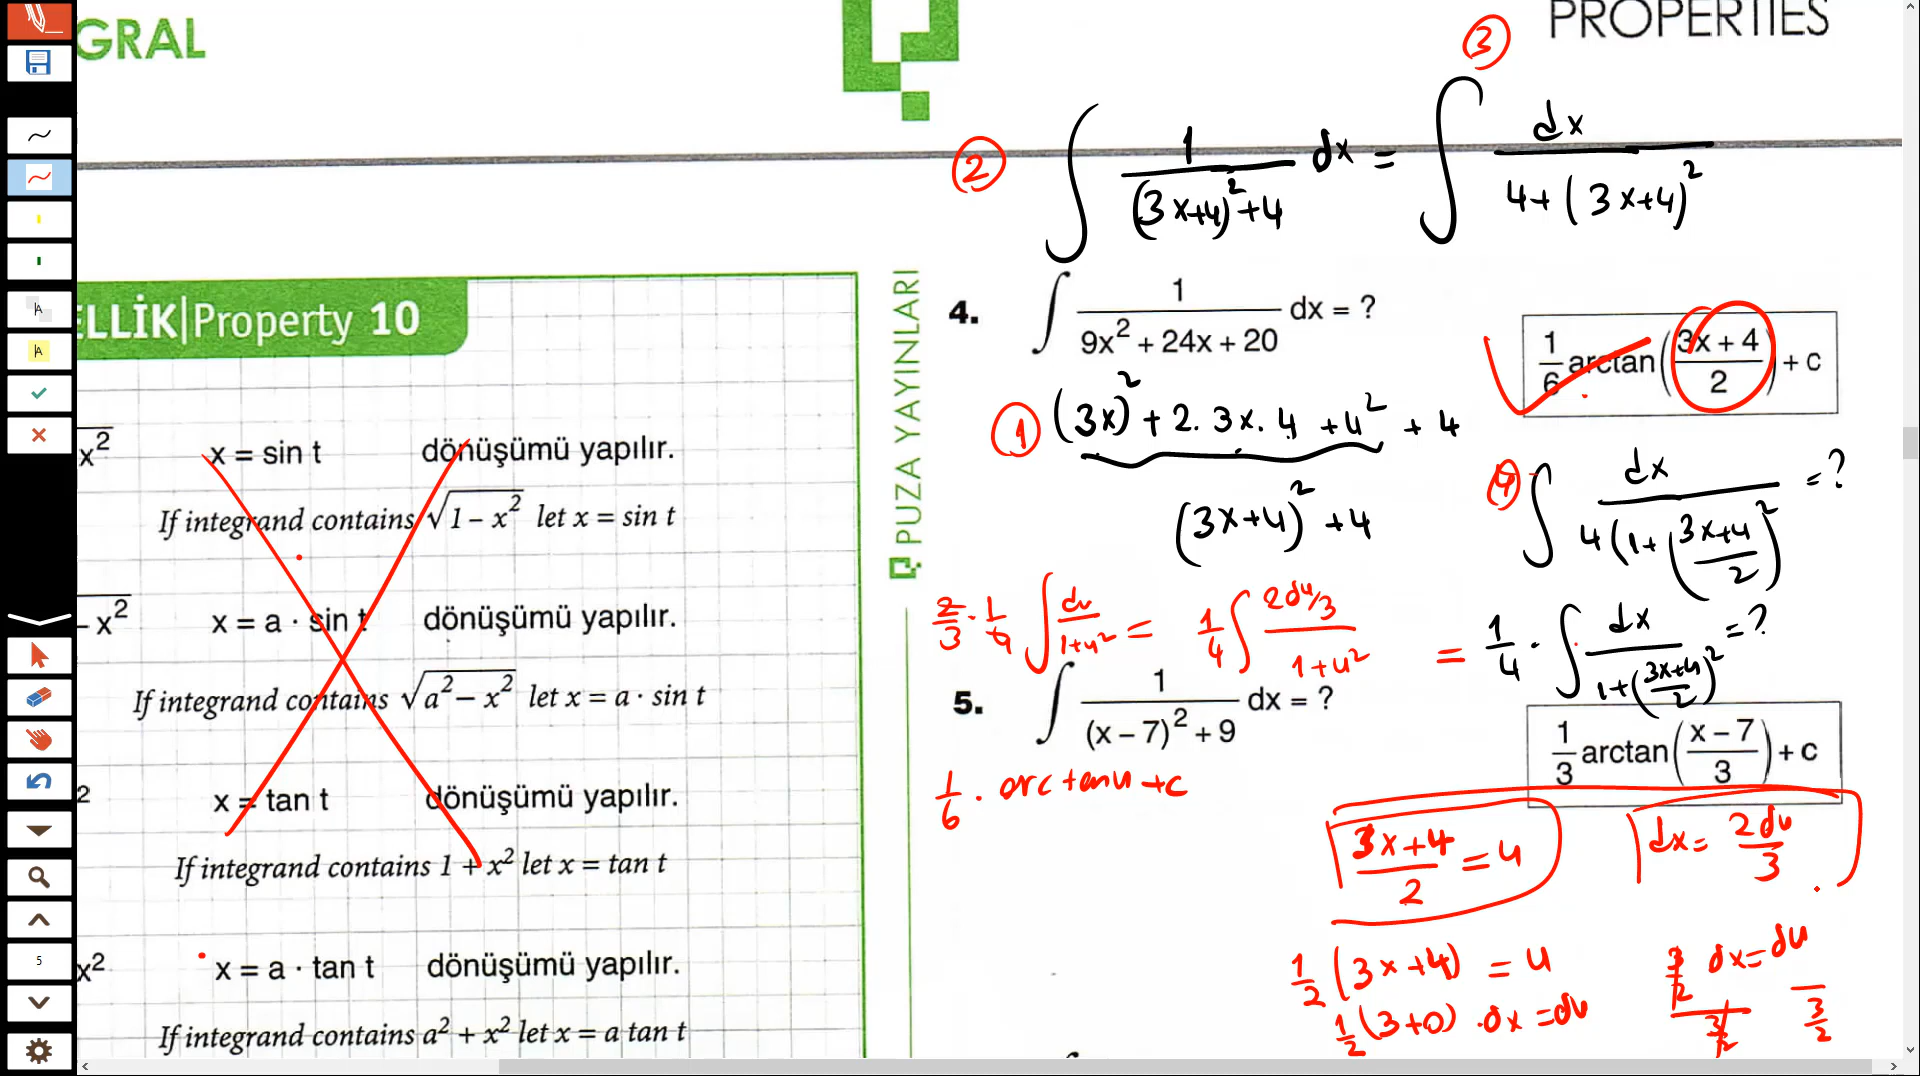 GRAL
PROPERTIES
③
② ∫ 1/((3x+4)²+4) dx = ∫ dx/(4+(3x+4)²)
ELLİK|Property 10
x²
x = sin t dönüşümü yapılır.
If integrand contains √(1 – x²) let x = sin t
– x²
x = a · sin t dönüşümü yapılır.
If integrand contains √(a² – x²) let x = a · sin t
2
x = tan t dönüşümü yapılır.
If integrand contains 1 + x² let x = tan t
x²
x = a · tan t dönüşümü yapılır.
If integrand contains a² + x² let x = a tan t
PUZA YAYINLARI
4. ∫ 1/(9x² + 24x + 20) dx = ?
1/6 arctan((3x + 4)/2) + c
① (3x)² + 2. 3x. 4 + 4² + 4
(3x+4)² + 4
④ ∫ dx/(4(1+((3x+4)/2)²) = ?
= 1/4 · ∫ dx/(1+((3x+4)/2)²) = ?
2/3 · 1/4 ∫ du/(1+u²) = 1/4 ∫ (2du/3)/(1+u²)
5. ∫ 1/((x – 7)² + 9) dx = ?
1/3 arctan((x – 7)/3) + c
1/6 . arctanu + c
(3x+4)/2 = u
dx = 2du/3
1/2 (3x+4) = u
1/2 (3+0) . dx = du
3/2 dx = du
3/2
3/2
5